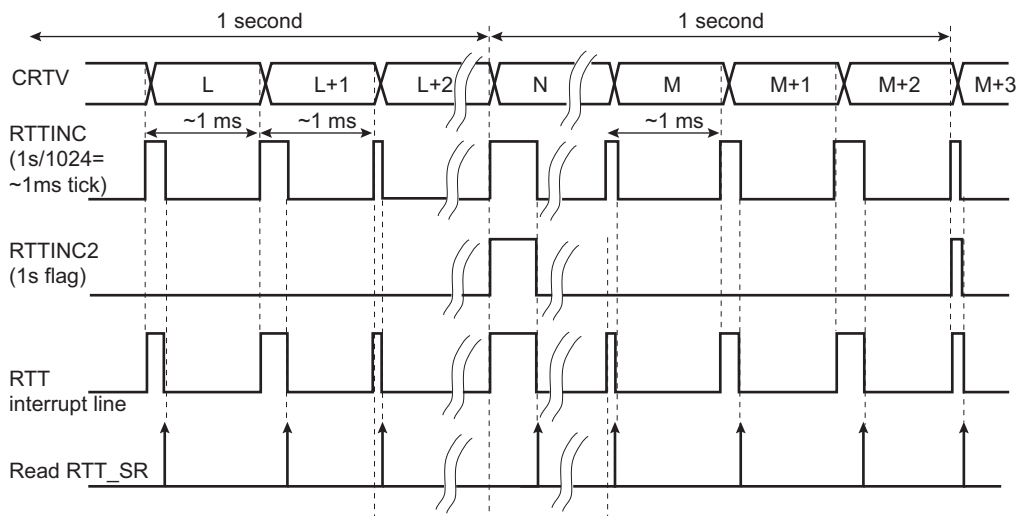 1 second
1 second
CRTV
L
L+1
L+2
N
M
M+1
M+2
M+3
~1 ms
~1 ms
~1 ms
RTTINC
(1s/1024=
~1ms tick)
RTTINC2
(1s flag)
RTT
interrupt line
Read RTT_SR